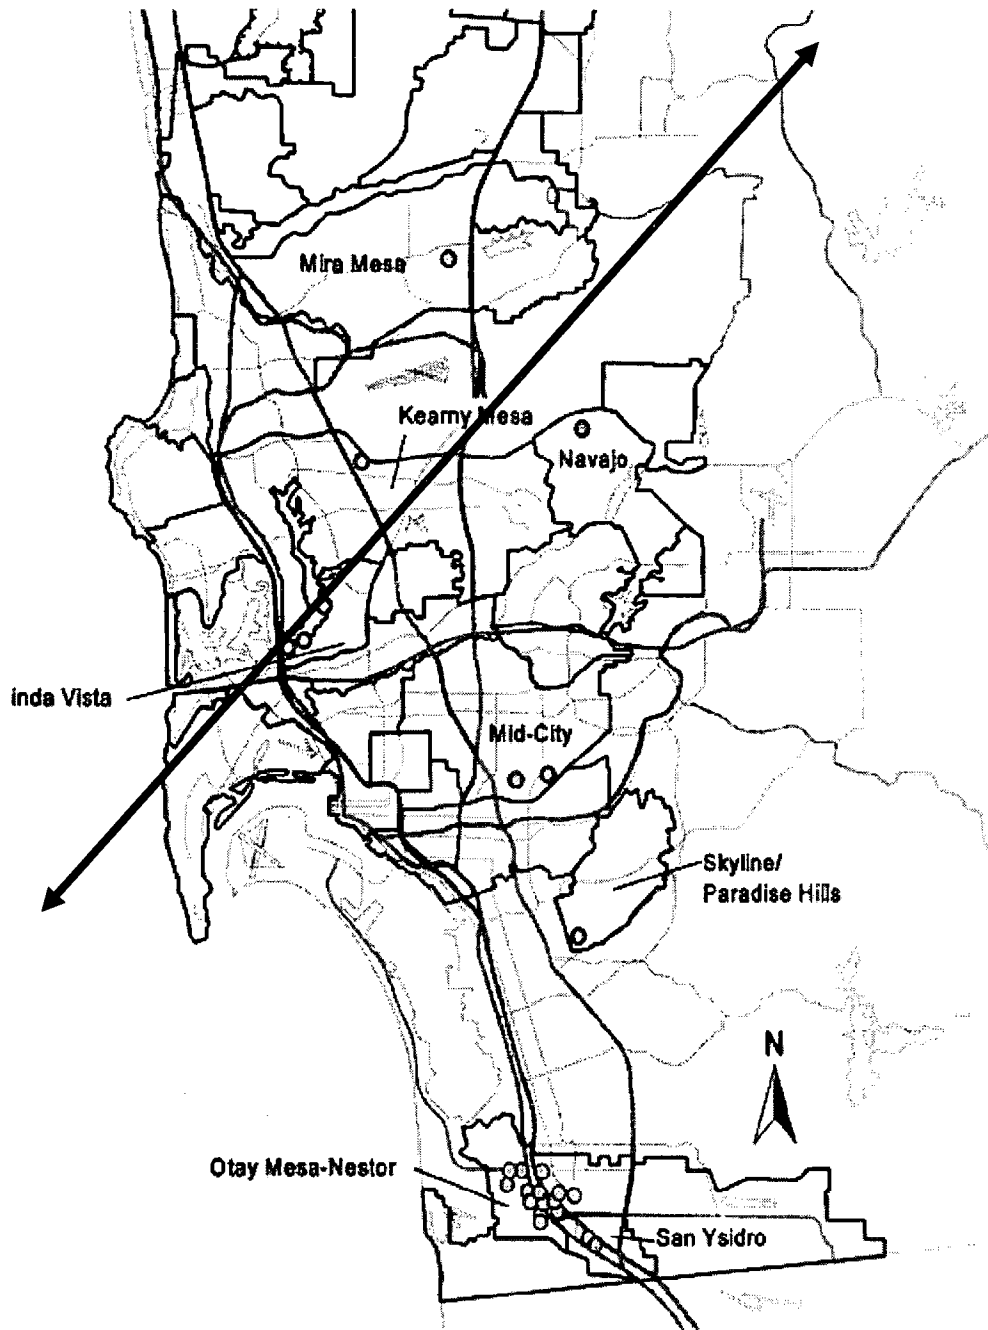 Mira Mesa
Kearny Mesa
Navajo
inda Vista
Mid-City
Skyline/
Paradise Hills
N
Otay Mesa-Nestor
San Ysidro